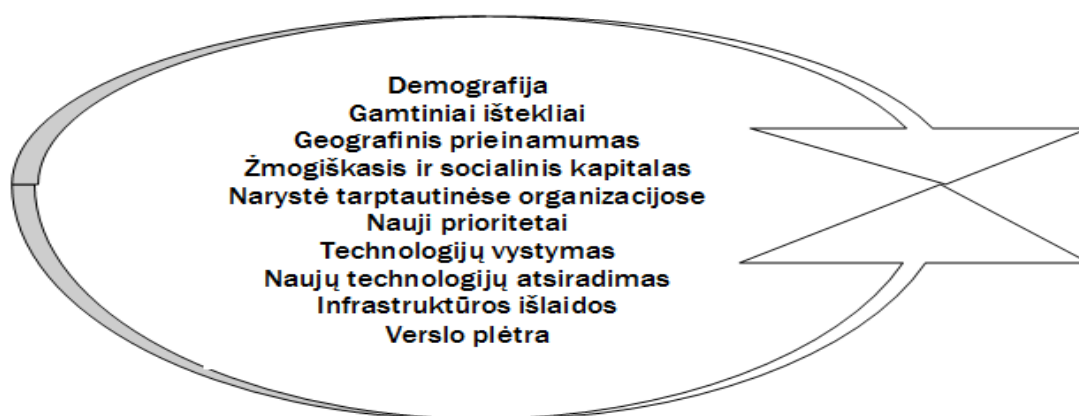 Demografija
Gamtiniai ištekliai
Geografinis prieinamumas
Žmogiškasis ir socialinis kapitalas
Narystė tarptautinėse organizacijose
Nauji prioritetai
Technologijų vystymas
Naujų technologijų atsiradimas
Infrastruktūros išlaidos
Verslo plėtra